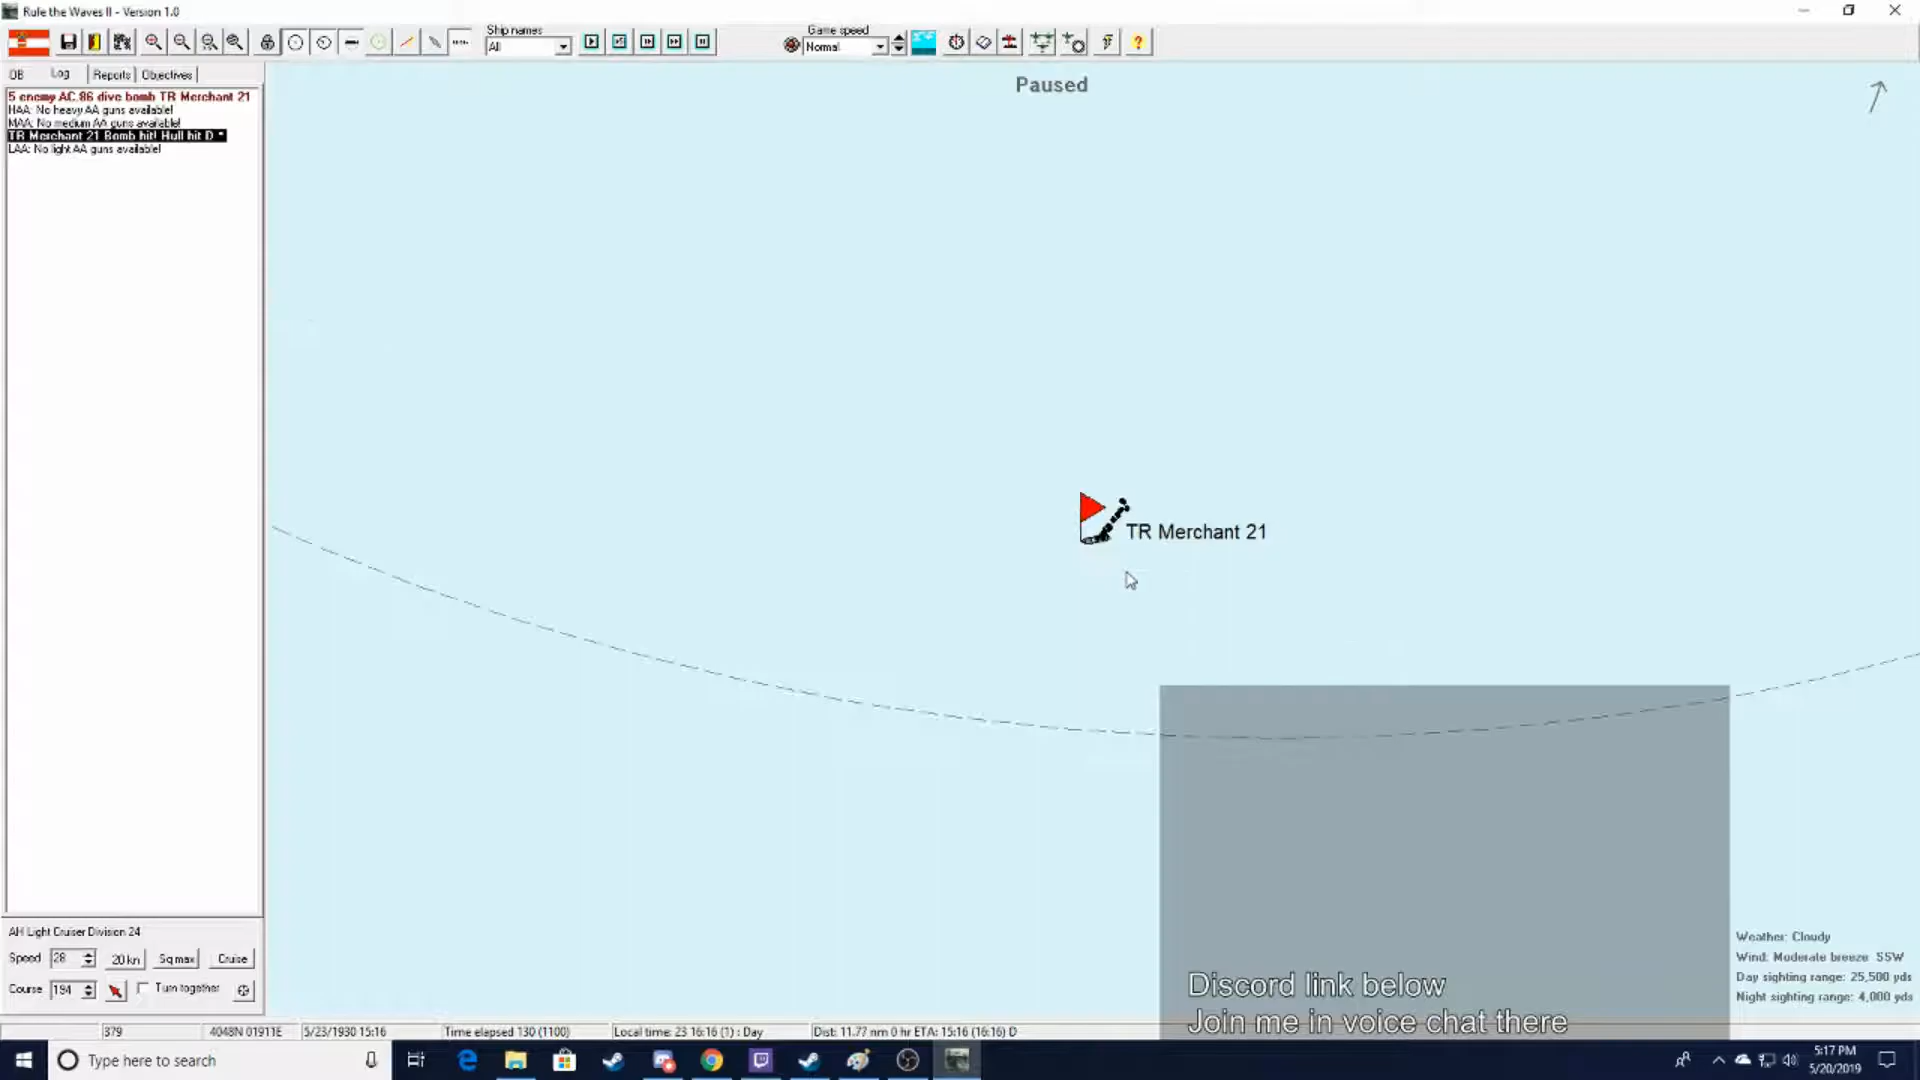 Rule the Waves II - Version 1.0
Ship names
All
Game speed
Normal
OB Log Reports Objectives
5 enemy AC 86 dive bomb TR Merchant 21
HAA: No heavy AA guns available!
MAA: No medium AA guns available!
TR Merchant 21 Bomb hit! Hull hit D *
LAA: No light AA guns available!
Paused
TR Merchant 21
AH Light Cruiser Division 24
Speed 28 20 kn Sq max Cruise
Course 194 Turn together
Weather: Cloudy
Wind: Moderate breeze SSW
Day sighting range: 25,500 yds
Night sighting range: 4,000 yds
Discord link below
Join me in voice chat there
379 4048N 01911E 5/23/1930 15:16 Time elapsed 130 (1100) Local time: 23 16:16 (1) : Day Dist: 11.77 nm 0 hr ETA: 15:16 (16:16) D
Type here to search
5:17 PM
5/20/2019